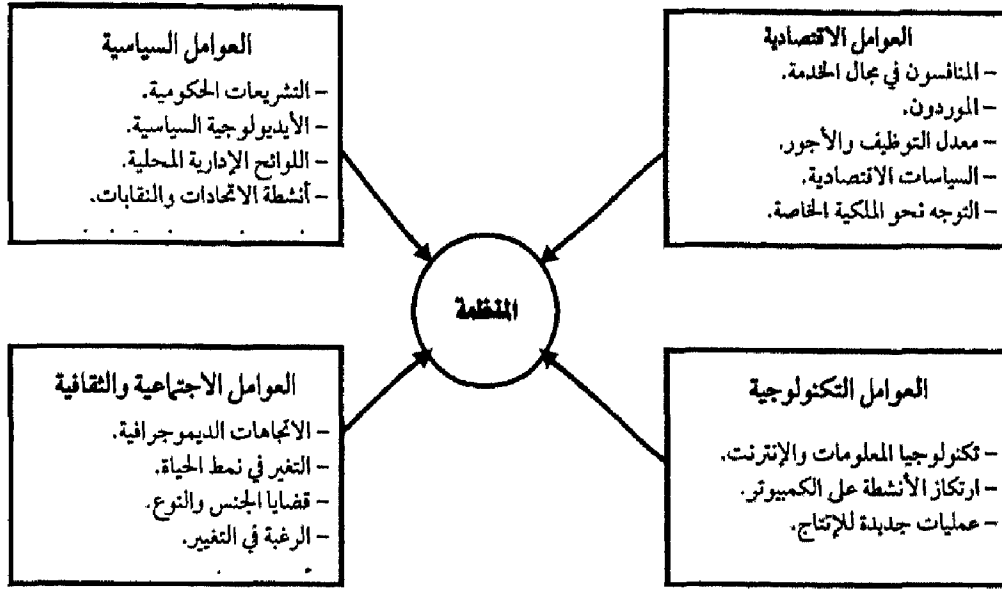 العوامل الاقتصادية
– المنافسون في مجال الخدمة.
– الموردون.
– معدل التوظيف والأجور.
– السياسات الاقتصادية.
– التوجه نحو الملكية الخاصة.
العوامل السياسية
– التشريعات الحكومية.
– الأيديولوجية السياسية.
– اللوائح الإدارية المحلية.
– أنشطة الاتحادات والنقابات.
المنظمة
العوامل التكنولوجية
– تكنولوجيا المعلومات والإنترنت.
– ارتكاز الأنشطة على الكمبيوتر.
– عمليات جديدة للإنتاج.
العوامل الاجتماعية والثقافية
– الاتجاهات الديموجرافية.
– التغير في نمط الحياة.
– قضايا الجنس والنوع.
– الرغبة في التغيير.